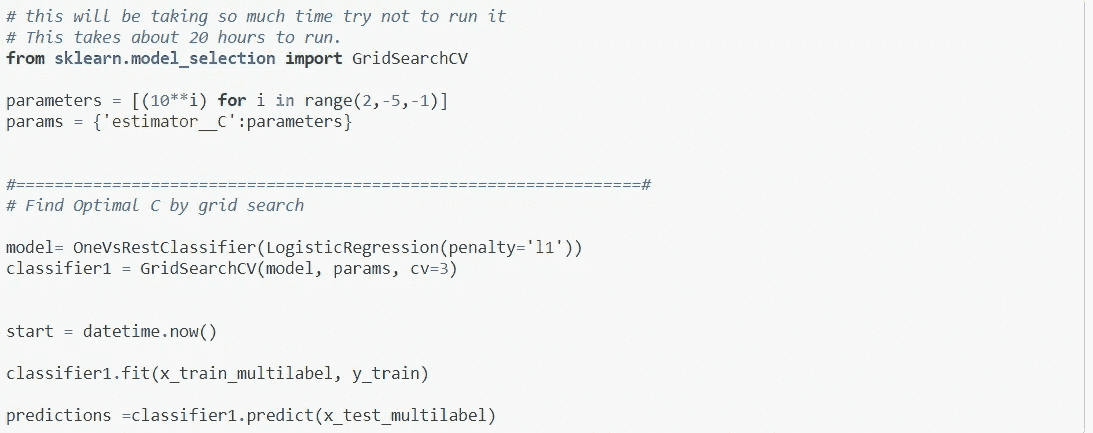 # this will be taking so much time try not to run it
# This takes about 20 hours to run.
from sklearn.model_selection import GridSearchCV
parameters = [(10**i) for i in range(2,-5,-1)]
params = {'estimator__C':parameters}
#=================================================================#
# Find Optimal C by grid search
model= OneVsRestClassifier(LogisticRegression(penalty='l1'))
classifier1 = GridSearchCV(model, params, cv=3)
start = datetime.now()
classifier1.fit(x_train_multilabel, y_train)
predictions =classifier1.predict(x_test_multilabel)